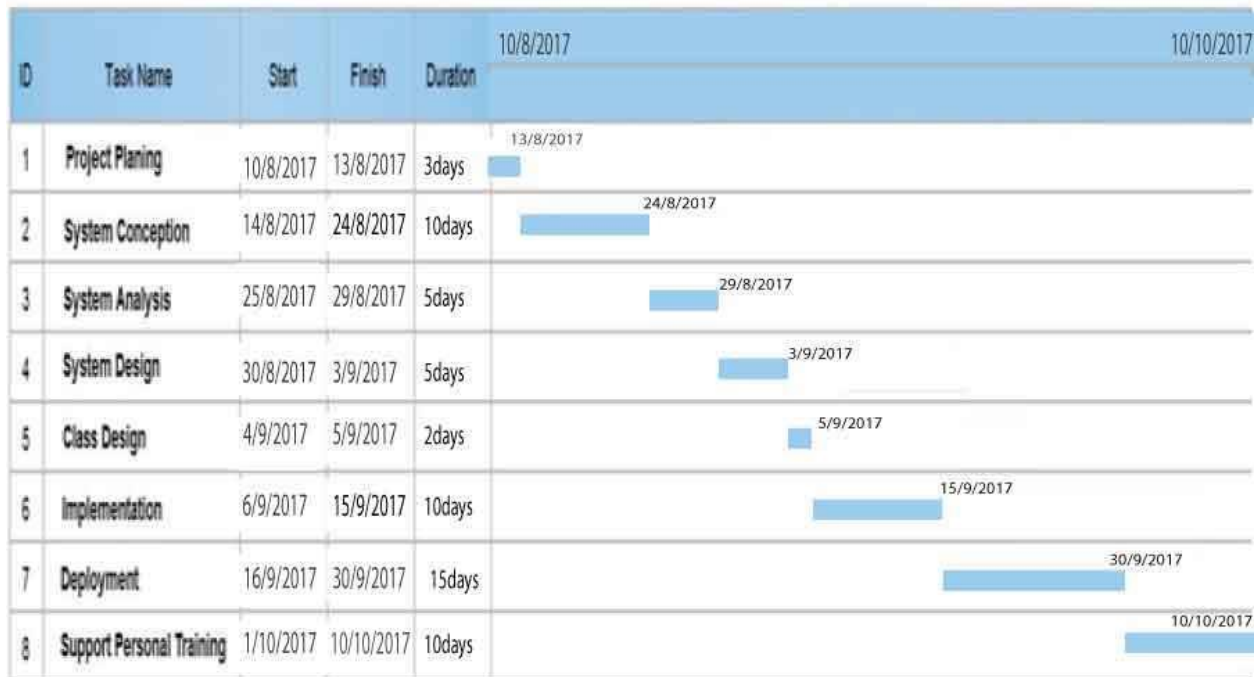 10/8/2017 10/10/2017
ID Task Name Start Finish Duration
13/8/2017
1 Project Planing 10/8/2017 13/8/2017 3days
24/8/2017
2 System Conception 14/8/2017 24/8/2017 10days
29/8/2017
3 System Analysis 25/8/2017 29/8/2017 5days
3/9/2017
4 System Design 30/8/2017 3/9/2017 5days
5/9/2017
5 Class Design 4/9/2017 5/9/2017 2days
15/9/2017
6 Implementation 6/9/2017 15/9/2017 10days
30/9/2017
7 Deployment 16/9/2017 30/9/2017 15days
10/10/2017
8 Support Personal Training 1/10/2017 10/10/2017 10days